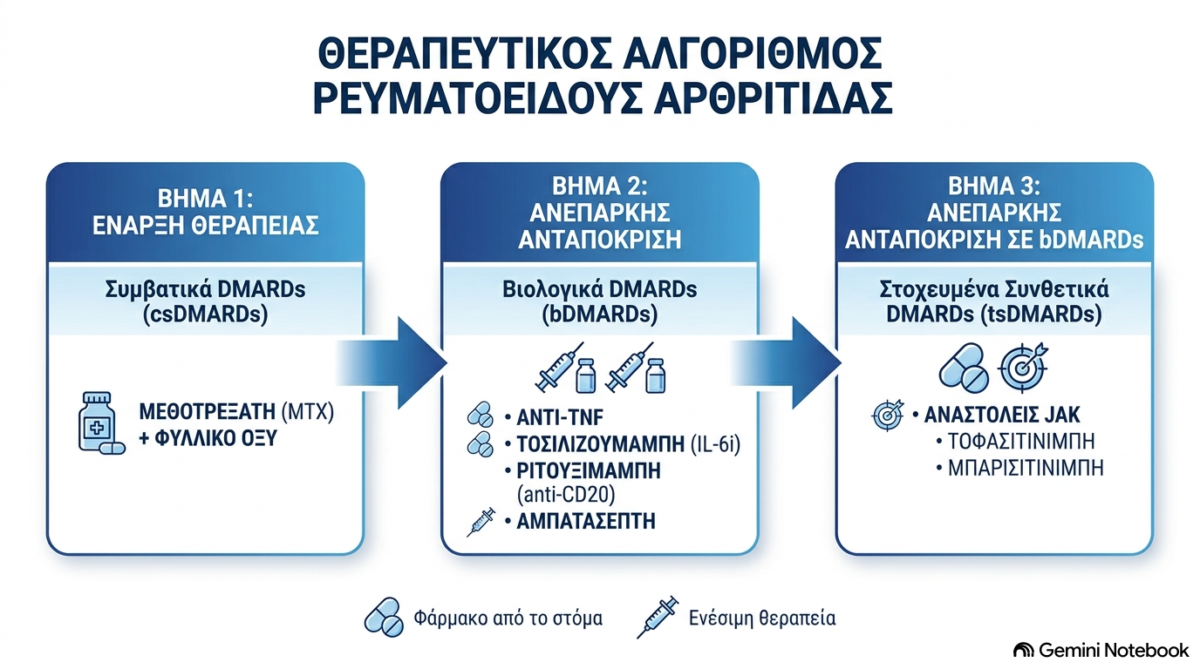 ΘΕΡΑΠΕΥΤΙΚΟΣ ΑΛΓΟΡΙΘΜΟΣ
ΡΕΥΜΑΤΟΕΙΔΟΥΣ ΑΡΘΡΙΤΙΔΑΣ
ΒΗΜΑ 1:
ΕΝΑΡΞΗ ΘΕΡΑΠΕΙΑΣ
Συμβατικά DMARDs
(csDMARDs)
ΜΕΘΟΤΡΕΞΑΤΗ (MTX)
+ ΦΥΛΛΙΚΟ ΟΞΥ
ΒΗΜΑ 2:
ΑΝΕΠΑΡΚΗΣ
ΑΝΤΑΠΟΚΡΙΣΗ
Βιολογικά DMARDs
(bDMARDs)
• ΑΝΤΙ-TNF
• ΤΟΣΙΛΙΖΟΥΜΑΜΠΗ (IL-6i)
• ΡΙΤΟΥΞΙΜΑΜΠΗ
(anti-CD20)
• ΑΜΠΑΤΑΣΕΠΤΗ
ΒΗΜΑ 3:
ΑΝΕΠΑΡΚΗΣ
ΑΝΤΑΠΟΚΡΙΣΗ ΣΕ bDMARDs
Στοχευμένα Συνθετικά
DMARDs (tsDMARDs)
• ΑΝΑΣΤΟΛΕΙΣ JAK
• ΤΟΦΑΣΙΤΙΝΙΜΠΗ
• ΜΠΑΡΙΣΙΤΙΝΙΜΠΗ
Φάρμακο από το στόμα
Ενέσιμη θεραπεία
Gemini Notebook